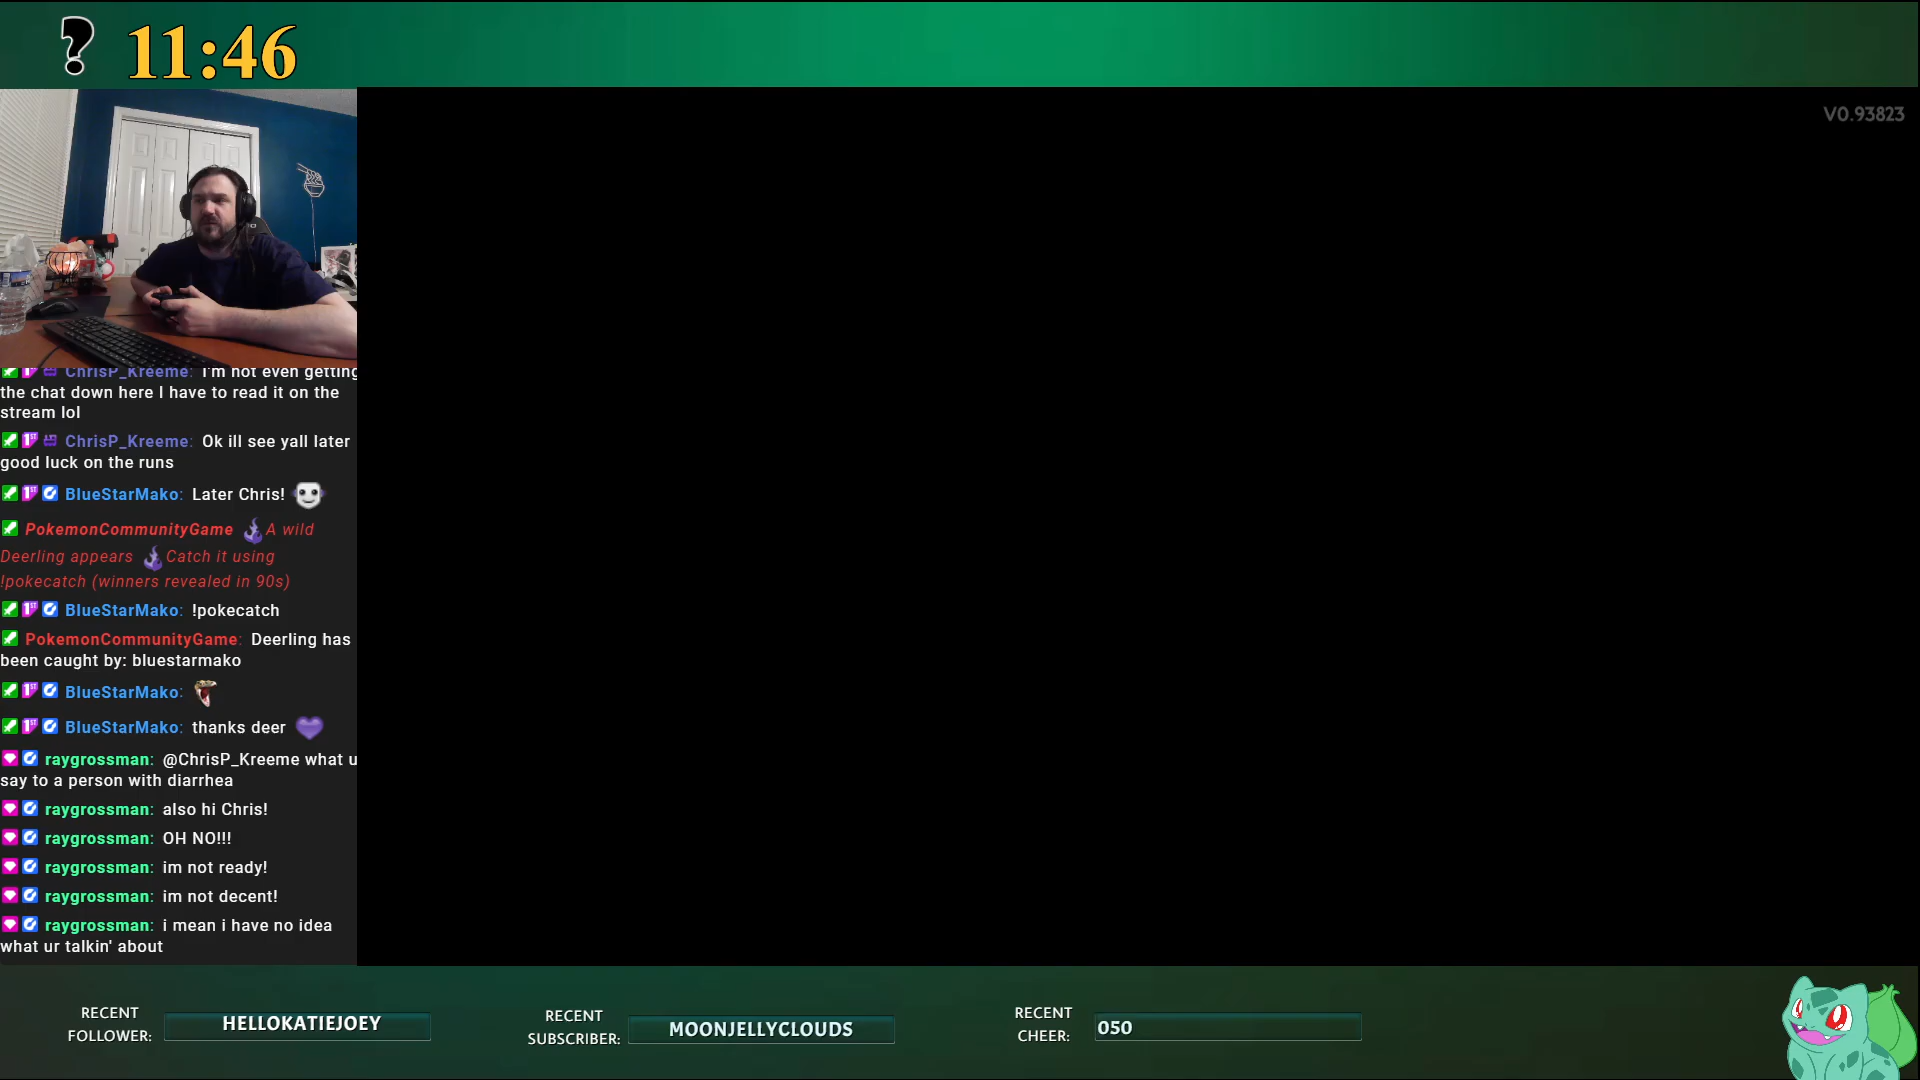 11:46
V0.93823
ChrisP_Kreeme: I'm not even getting
the chat down here I have to read it on the
stream lol
ChrisP_Kreeme: Ok ill see yall later
good luck on the runs
BlueStarMako: Later Chris!
PokemonCommunityGame A wild
Deerling appears Catch it using
!pokecatch (winners revealed in 90s)
BlueStarMako: !pokecatch
PokemonCommunityGame: Deerling has
been caught by: bluestarmako
BlueStarMako:
BlueStarMako: thanks deer
raygrossman: @ChrisP_Kreeme what u
say to a person with diarrhea
raygrossman: also hi Chris!
raygrossman: OH NO!!!
raygrossman: im not ready!
raygrossman: im not decent!
raygrossman: i mean i have no idea
what ur talkin' about
RECENT
FOLLOWER:
HELLOKATIEJOEY
RECENT
SUBSCRIBER:
MOONJELLYCLOUDS
RECENT
CHEER:
050